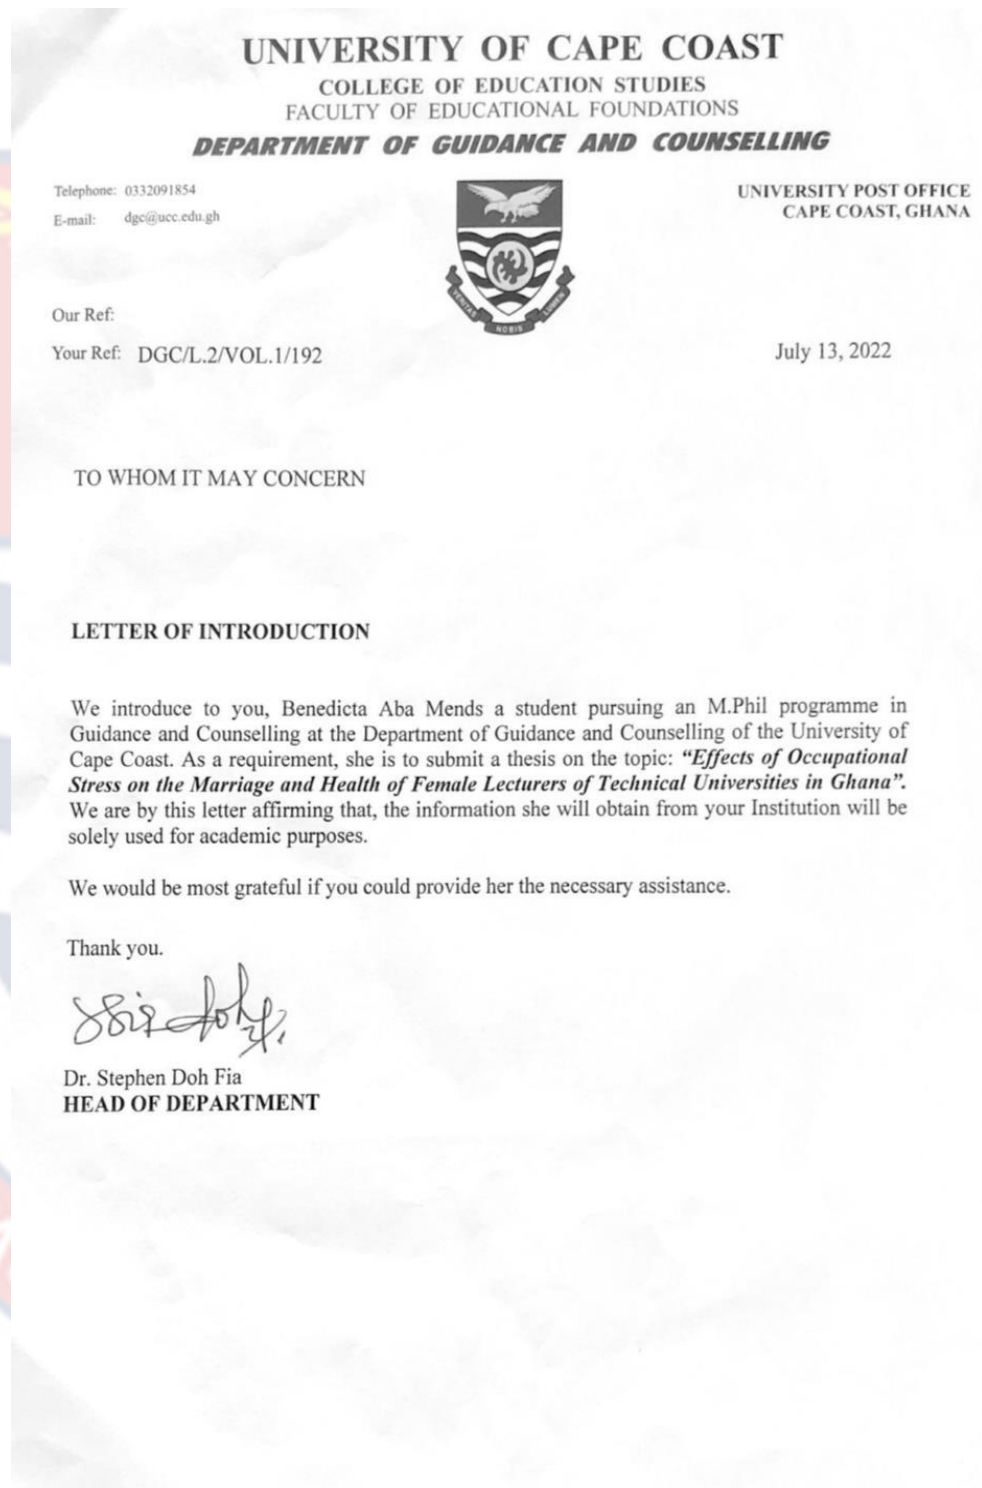 UNIVERSITY OF CAPE COAST
COLLEGE OF EDUCATION STUDIES
FACULTY OF EDUCATIONAL FOUNDATIONS
DEPARTMENT OF GUIDANCE AND COUNSELLING
Telephone: 0332091854
E-mail: dgc@ucc.edu.gh
UNIVERSITY POST OFFICE
CAPE COAST, GHANA
VERITAS NOBIS LUMEN
Our Ref:
Your Ref: DGC/L.2/VOL.1/192
July 13, 2022
TO WHOM IT MAY CONCERN
LETTER OF INTRODUCTION
We introduce to you, Benedicta Aba Mends a student pursuing an M.Phil programme in
Guidance and Counselling at the Department of Guidance and Counselling of the University of
Cape Coast. As a requirement, she is to submit a thesis on the topic: “Effects of Occupational
Stress on the Marriage and Health of Female Lecturers of Technical Universities in Ghana”.
We are by this letter affirming that, the information she will obtain from your Institution will be
solely used for academic purposes.
We would be most grateful if you could provide her the necessary assistance.
Thank you.
Dr. Stephen Doh Fia
HEAD OF DEPARTMENT